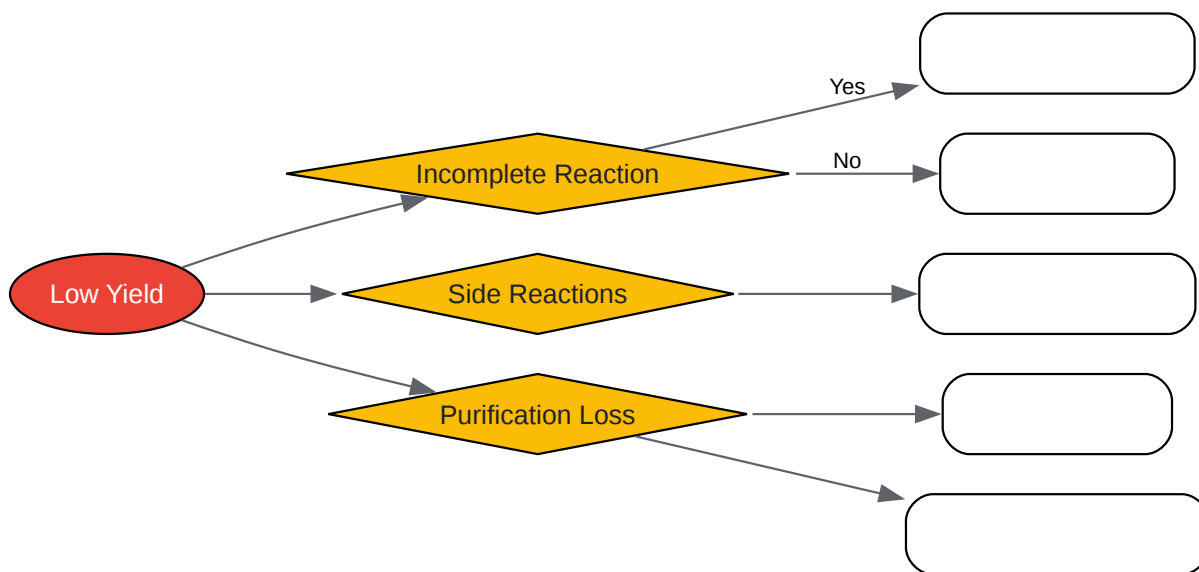 Yes
Incomplete Reaction
No
Low Yield
Side Reactions
Purification Loss